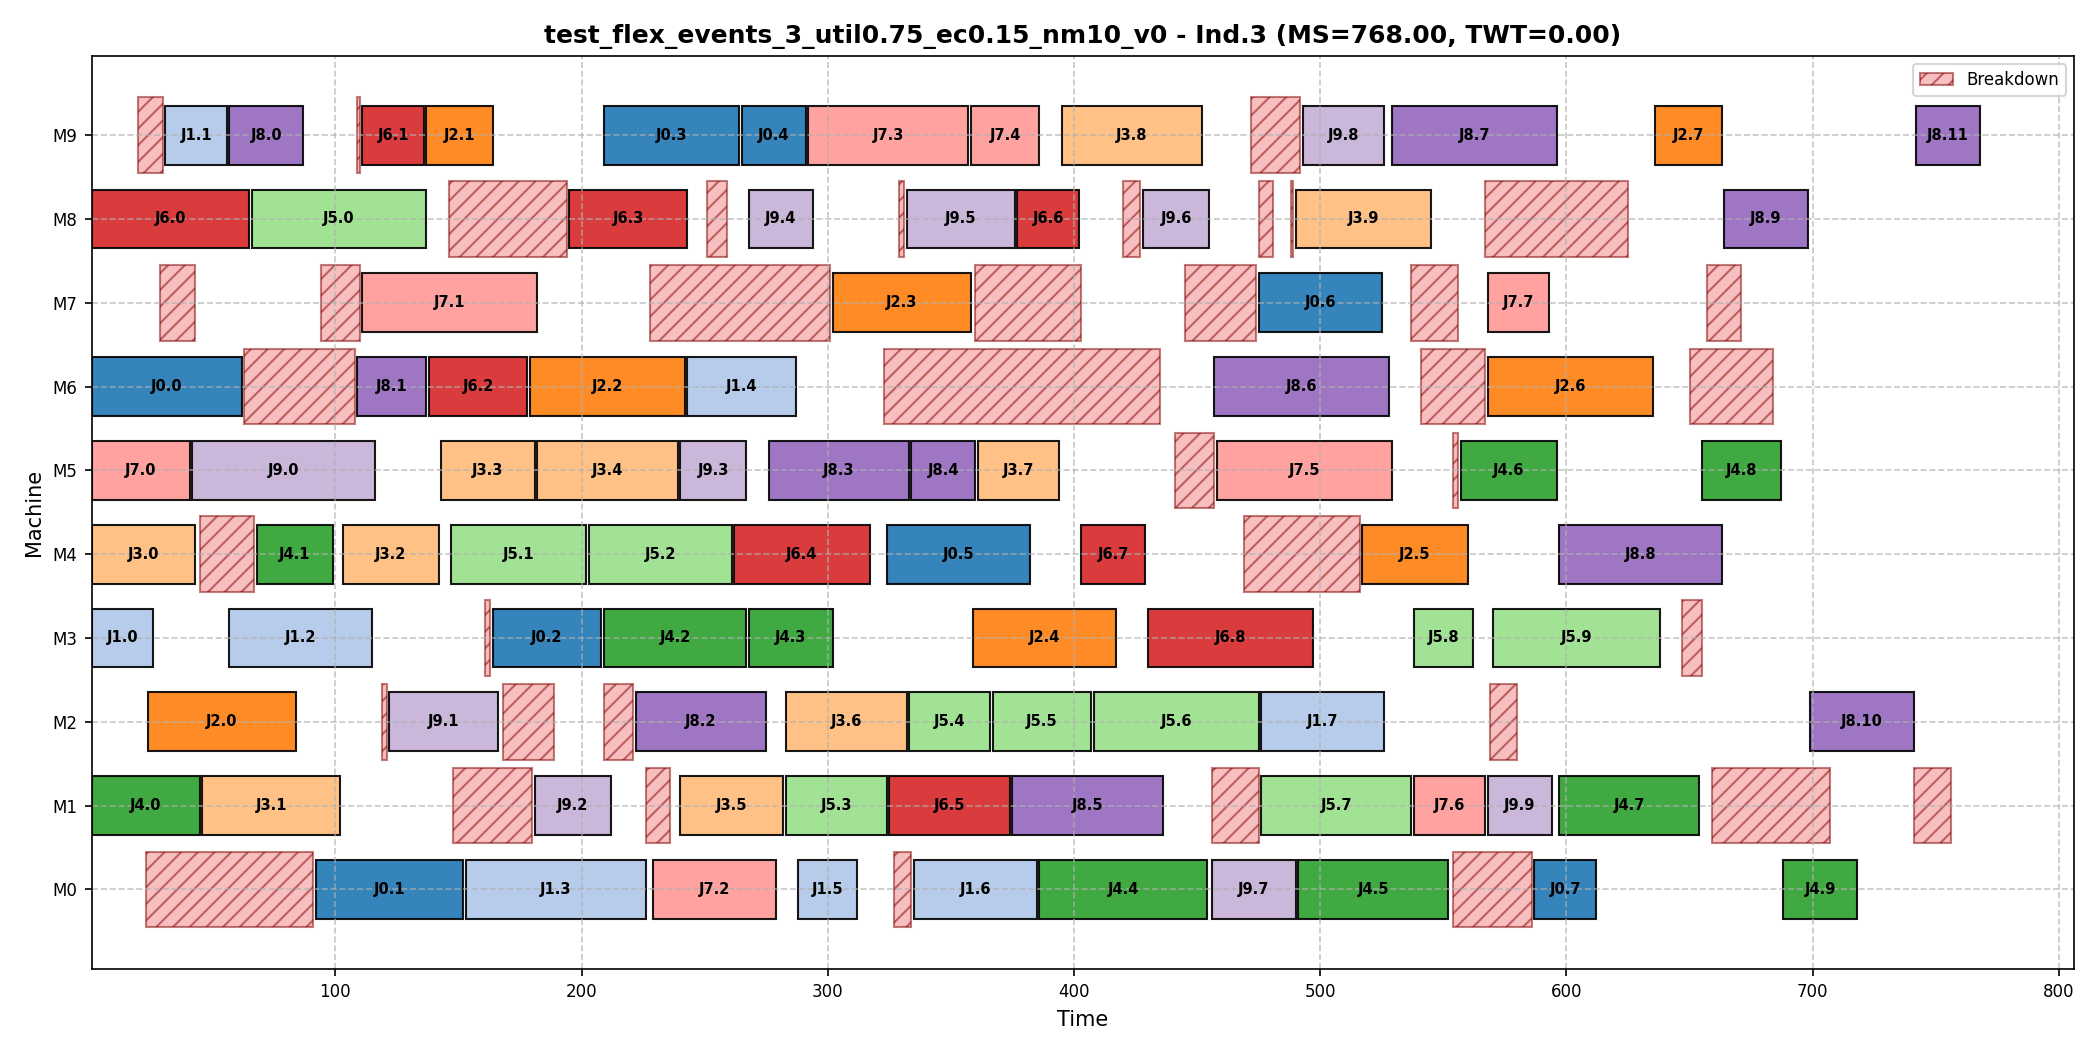 test_flex_events_3_util0.75_ec0.15_nm10_v0 - Ind.3 (MS=768.00, TWT=0.00)
Breakdown
M9 J1.1 J8.0 J6.1 J2.1 J0.3 J0.4 J7.3 J7.4 J3.8 J9.8 J8.7 J2.7 J8.11
M8 J6.0 J5.0 J6.3 J9.4 J9.5 J6.6 J9.6 J3.9 J8.9
M7 J7.1 J2.3 J0.6 J7.7
M6 J0.0 J8.1 J6.2 J2.2 J1.4 J8.6 J2.6
M5 J7.0 J9.0 J3.3 J3.4 J9.3 J8.3 J8.4 J3.7 J7.5 J4.6 J4.8
M4 J3.0 J4.1 J3.2 J5.1 J5.2 J6.4 J0.5 J6.7 J2.5 J8.8
M3 J1.0 J1.2 J0.2 J4.2 J4.3 J2.4 J6.8 J5.8 J5.9
M2 J2.0 J9.1 J8.2 J3.6 J5.4 J5.5 J5.6 J1.7 J8.10
M1 J4.0 J3.1 J9.2 J3.5 J5.3 J6.5 J8.5 J5.7 J7.6 J9.9 J4.7
M0 J0.1 J1.3 J7.2 J1.5 J1.6 J4.4 J9.7 J4.5 J0.7 J4.9
Machine
100 200 300 400 500 600 700 800
Time